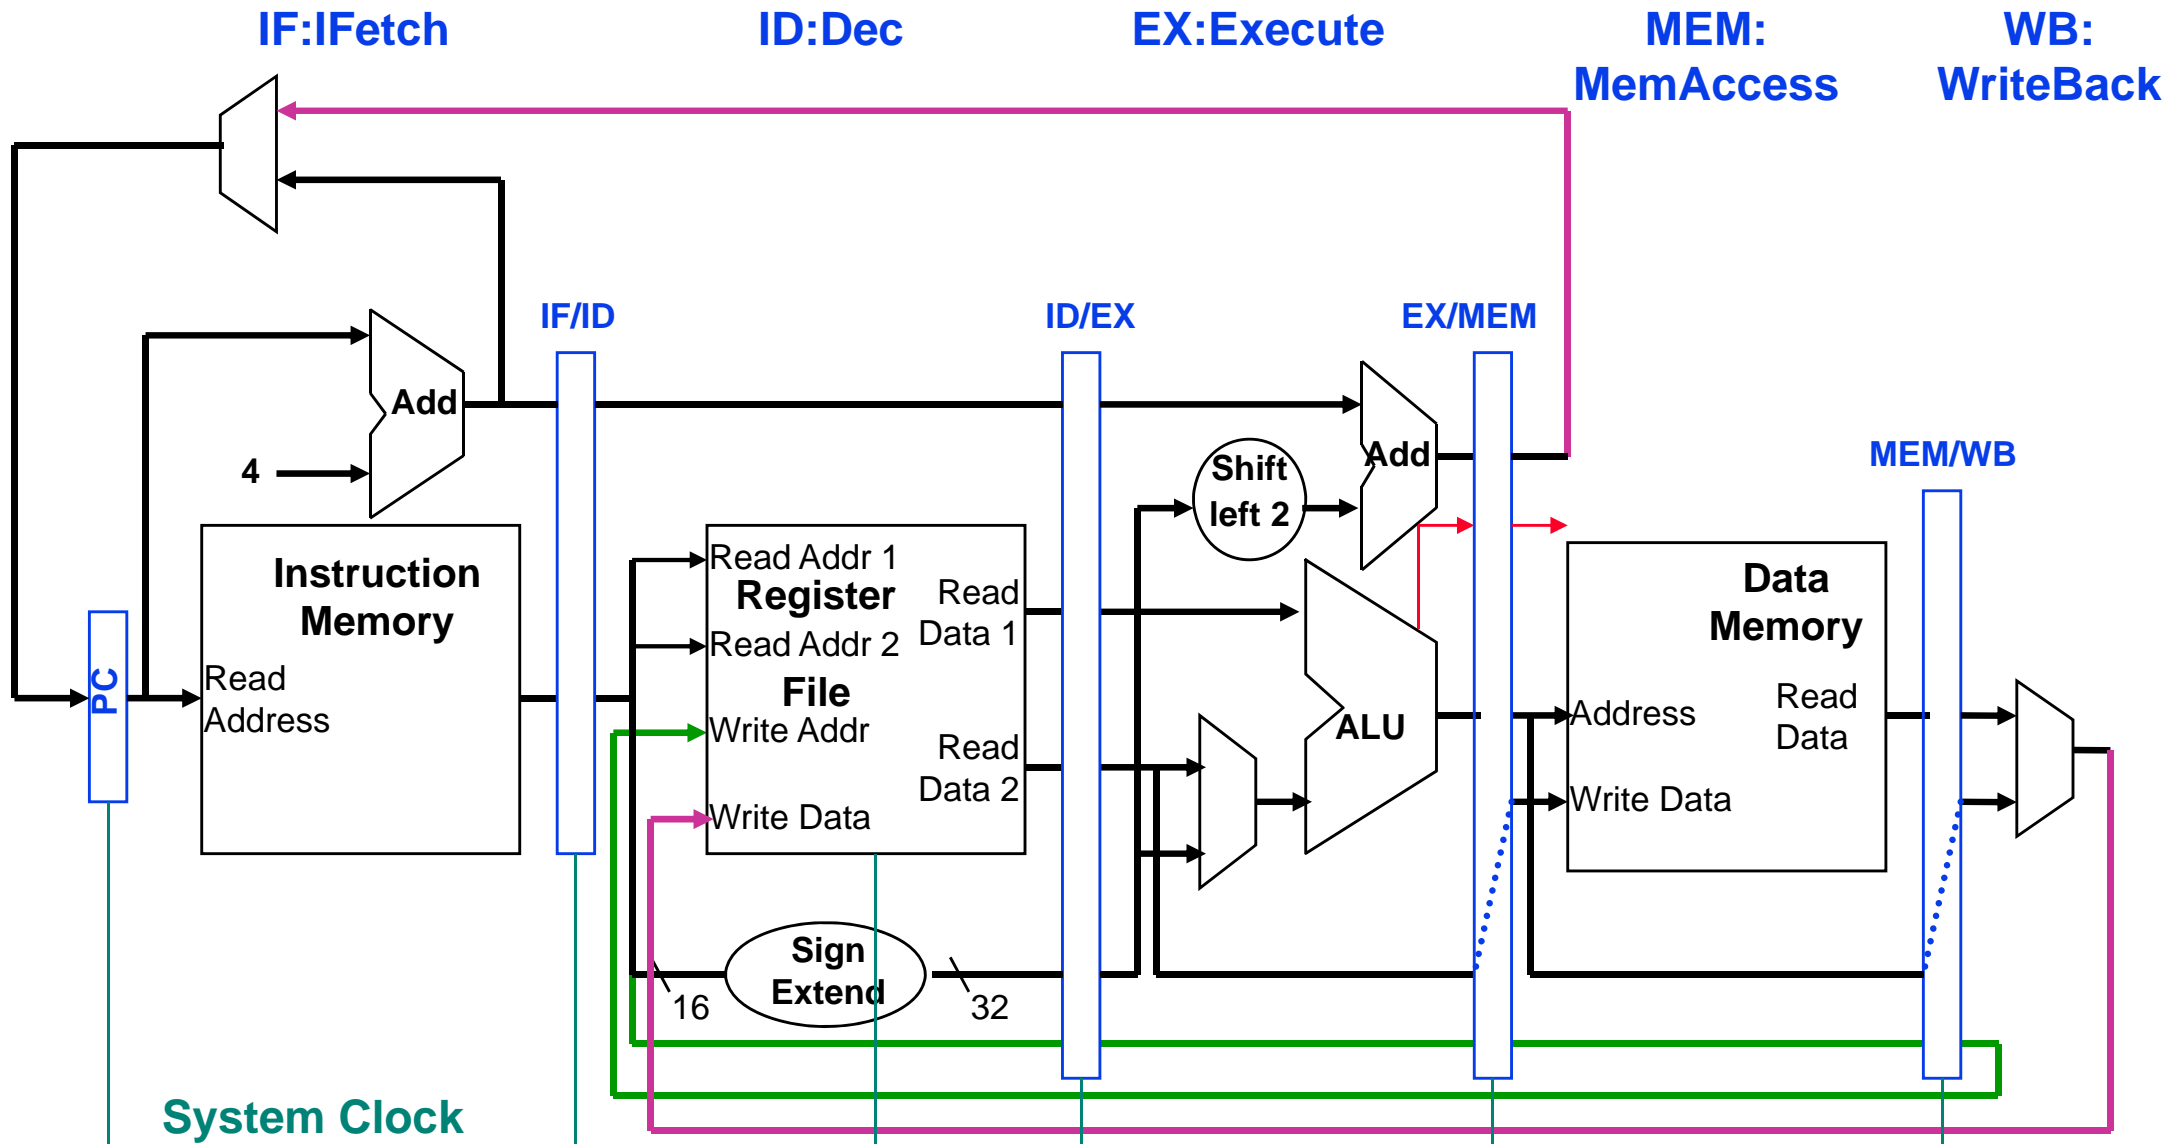 IF:IFetch
ID:Dec
EX:Execute
MEM:
MemAccess
WB:
WriteBack
IF/ID
ID/EX
EX/MEM
MEM/WB
Add
4
Add
Shift
left 2
Instruction
Memory
Read
Address
PC
Read Addr 1
Register
Read Addr 2
File
Write Addr
Write Data
Read
Data 1
Read
Data 2
ALU
Data
Memory
Address
Read
Data
Write Data
Sign
Extend
16
32
System Clock